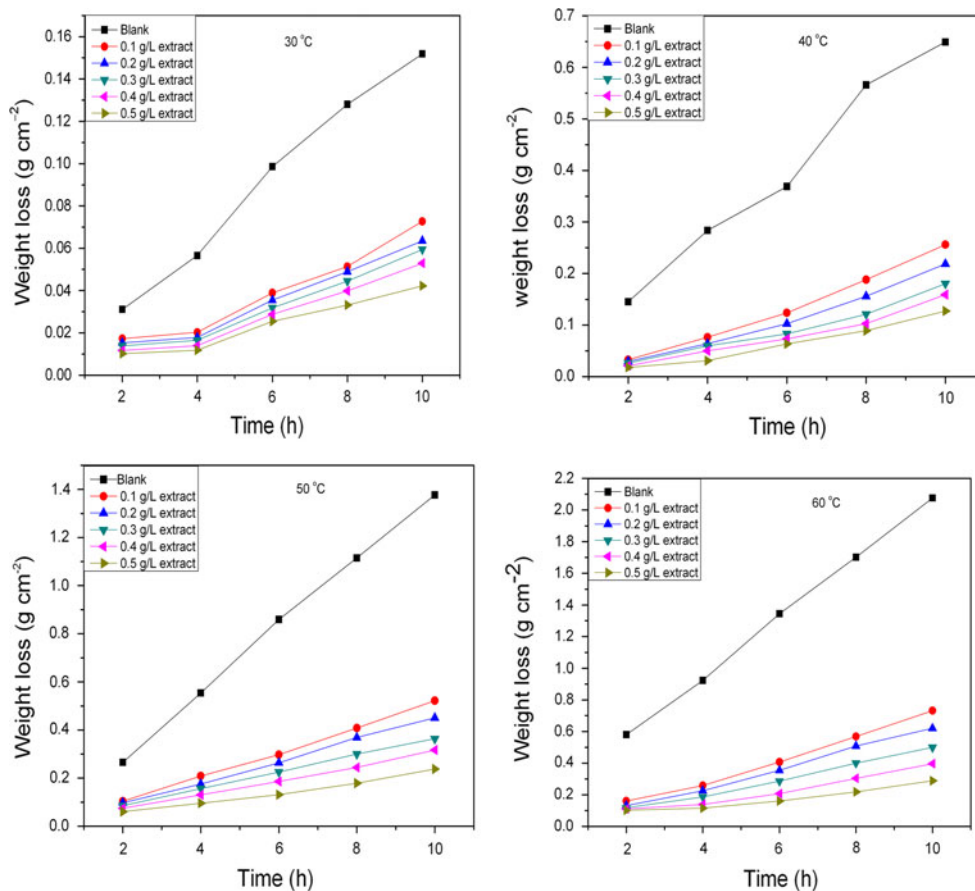 Blank
0.1 g/L extract
0.2 g/L extract
0.3 g/L extract
0.4 g/L extract
0.5 g/L extract
30 °C
0.16
0.14
0.12
0.10
0.08
0.06
0.04
0.02
0.00
Weight loss (g cm⁻²)
2 4 6 8 10
Time (h)
Blank
0.1 g/L extract
0.2 g/L extract
0.3 g/L extract
0.4 g/L extract
0.5 g/L extract
40 °C
0.7
0.6
0.5
0.4
0.3
0.2
0.1
0.0
weight loss (g cm⁻²)
2 4 6 8 10
Time (h)
Blank
0.1 g/L extract
0.2 g/L extract
0.3 g/L extract
0.4 g/L extract
0.5 g/L extract
50 °C
1.4
1.2
1.0
0.8
0.6
0.4
0.2
0.0
Weight loss (g cm⁻²)
2 4 6 8 10
Time (h)
Blank
0.1 g/L extract
0.2 g/L extract
0.3 g/L extract
0.4 g/L extract
0.5 g/L extract
60 °C
2.2
2.0
1.8
1.6
1.4
1.2
1.0
0.8
0.6
0.4
0.2
0.0
Weight loss (g cm⁻²)
2 4 6 8 10
Time (h)